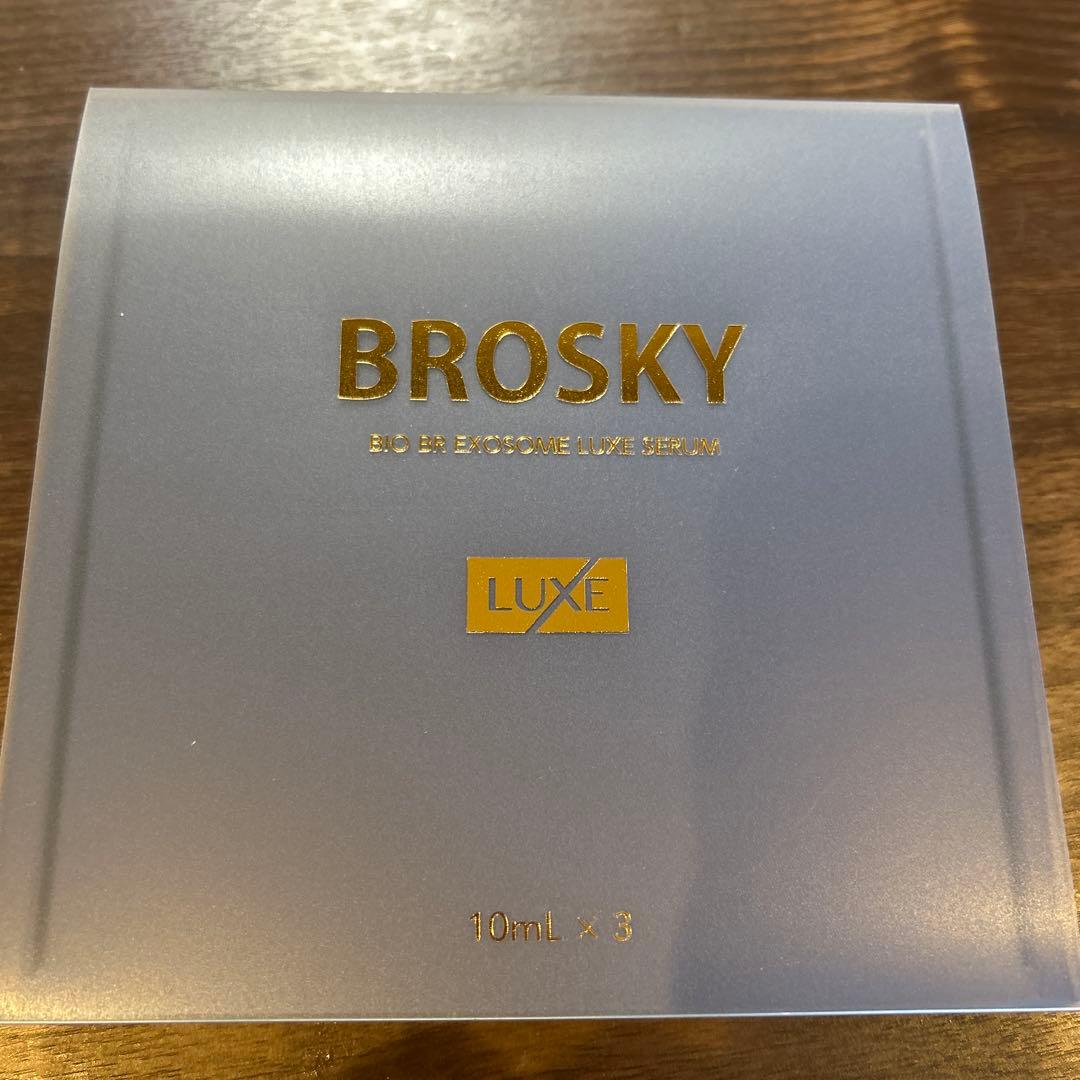 BROSKY
BIO BR EXOSOME LUXE SERUM
LUXE
10mL × 3